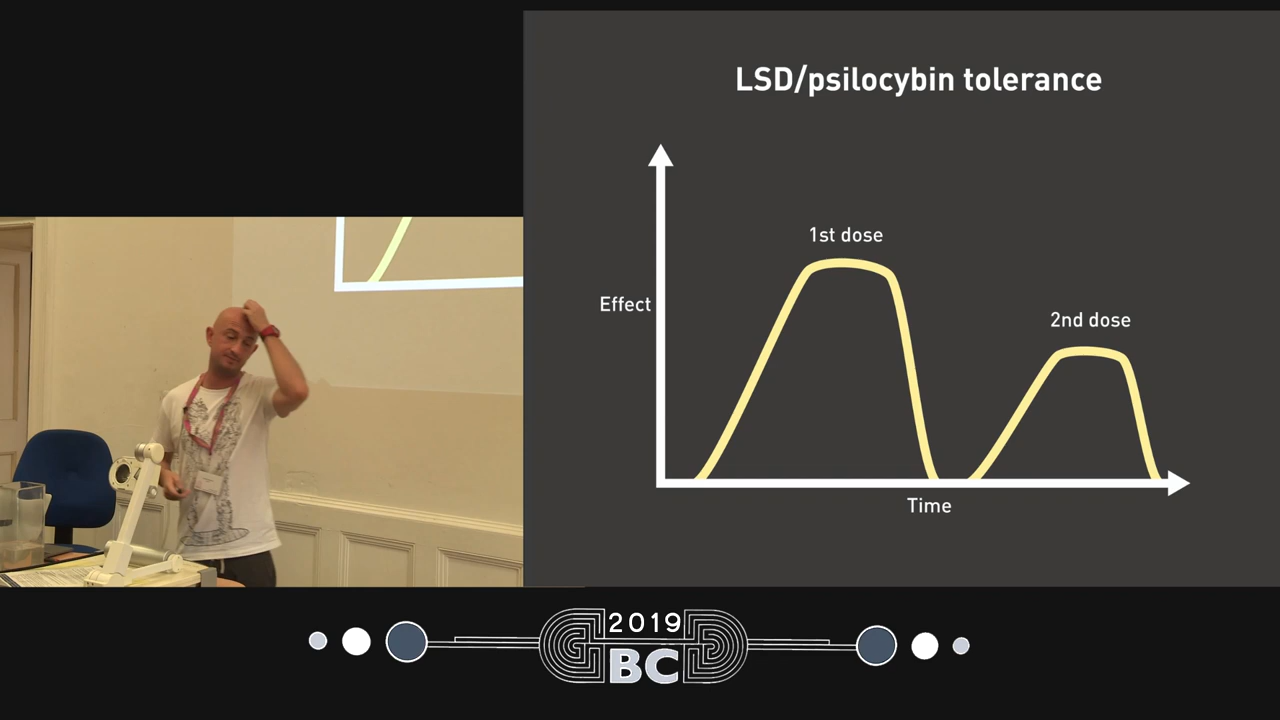 LSD/psilocybin tolerance
1st dose
Effect
2nd dose
Time
2019
BC